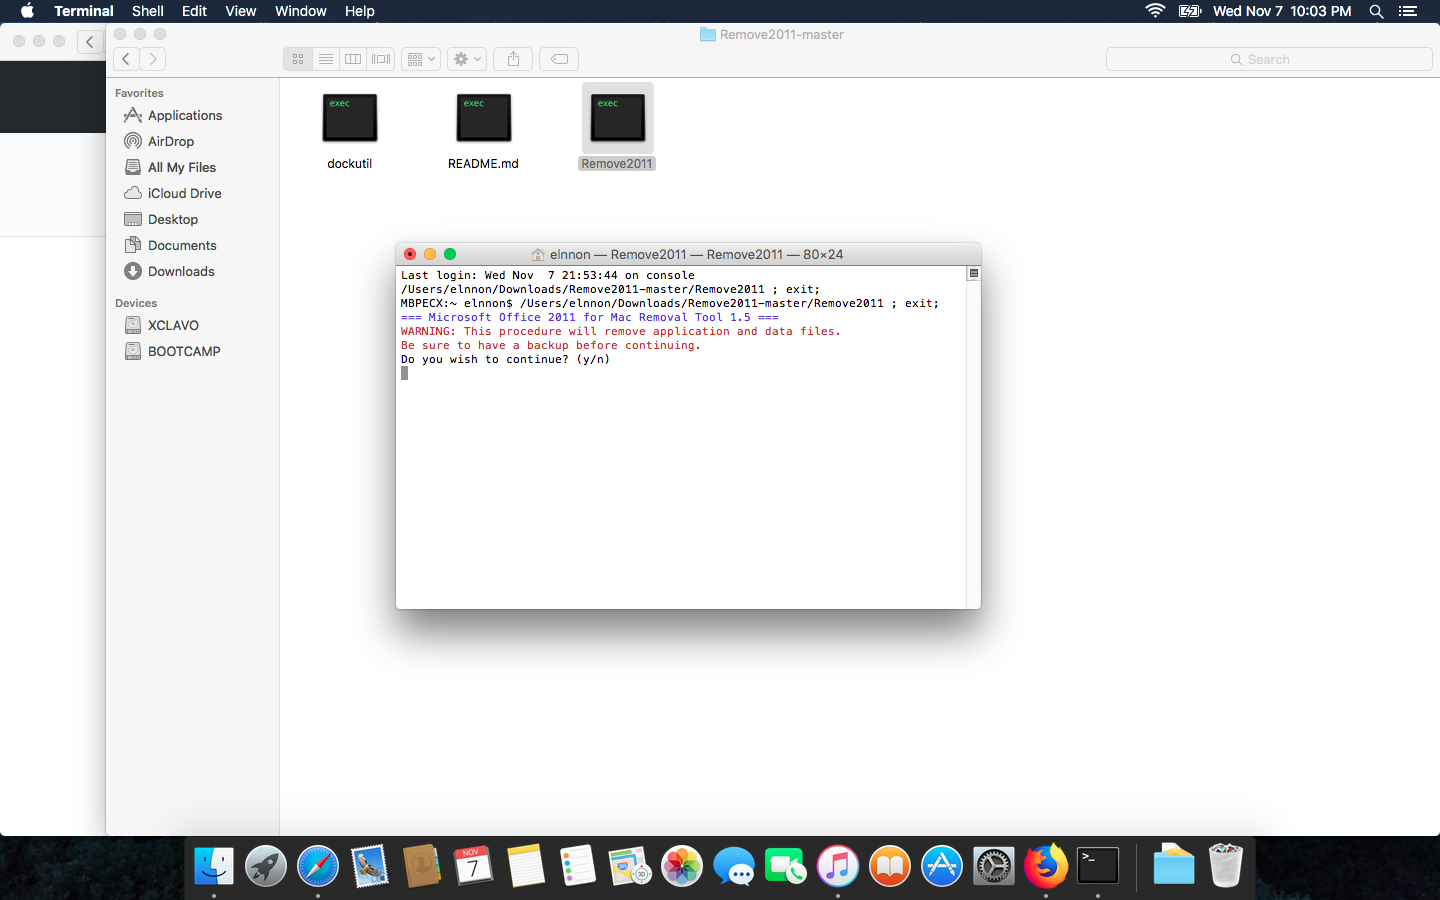 Terminal Shell Edit View Window Help Wed Nov 7 10:03 PM
Remove2011-master
Search
Favorites
Applications
AirDrop
All My Files
iCloud Drive
Desktop
Documents
Downloads
Devices
XCLAVO
BOOTCAMP
exec exec exec
dockutil README.md Remove2011
elnnon — Remove2011 — Remove2011 — 80×24
Last login: Wed Nov  7 21:53:44 on console
/Users/elnnon/Downloads/Remove2011-master/Remove2011 ; exit;
MBPECX:~ elnnon$ /Users/elnnon/Downloads/Remove2011-master/Remove2011 ; exit;
=== Microsoft Office 2011 for Mac Removal Tool 1.5 ===
WARNING: This procedure will remove application and data files.
Be sure to have a backup before continuing.
Do you wish to continue? (y/n)
NOV
7
3D
>_